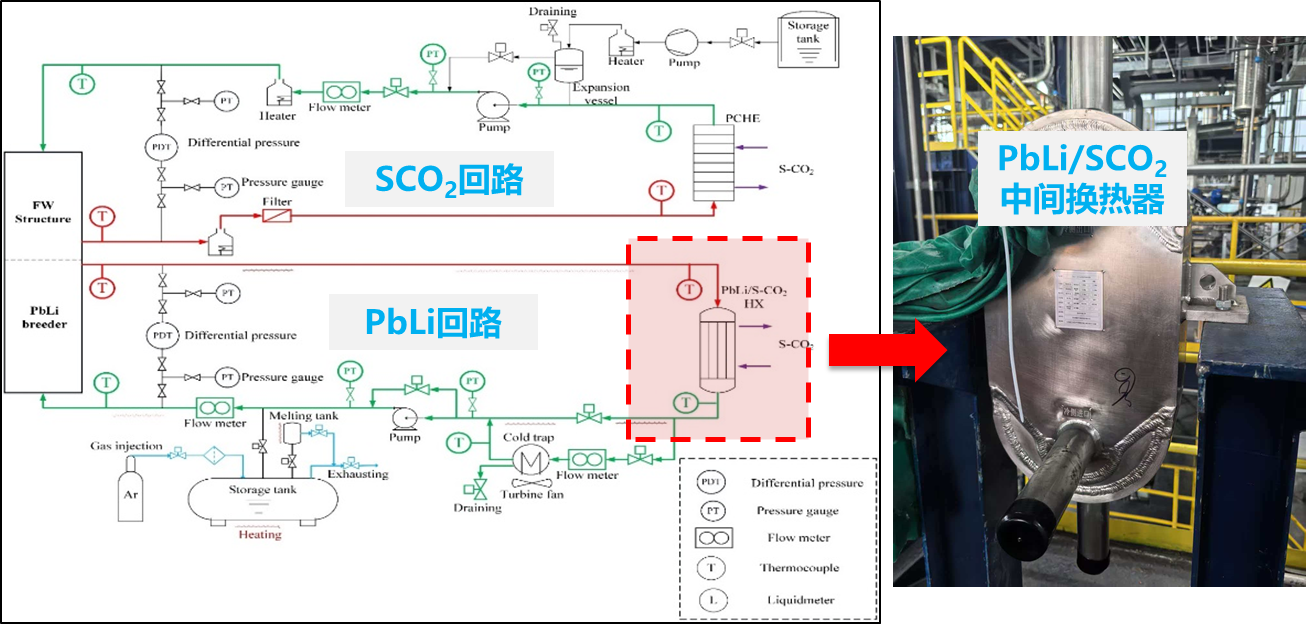 Draining
Storage
tank
Heater
Pump
PT
PT
Expansion
vessel
T
Heater
Flow meter
Pump
PT
T
PCHE
S-CO₂
PDT
Differential pressure
PT
Pressure gauge
SCO₂回路
T
FW
Structure
T
Filter
T
T
PbLi/S-CO₂
HX
PT
PbLi
breeder
PDT
Differential pressure
PbLi回路
S-CO₂
PT
Pressure gauge
T
PT
PT
T
Flow meter
Melting tank
Pump
Gas injection
T
Cold trap
M
Flow meter
Exhausting
Ar
Storage tank
Turbine fan
Draining
Heating
PDT
Differential pressure
PT
Pressure gauge
Flow meter
T
Thermocouple
L
Liquidmeter
PbLi/SCO₂
中间换热器
冷侧进口